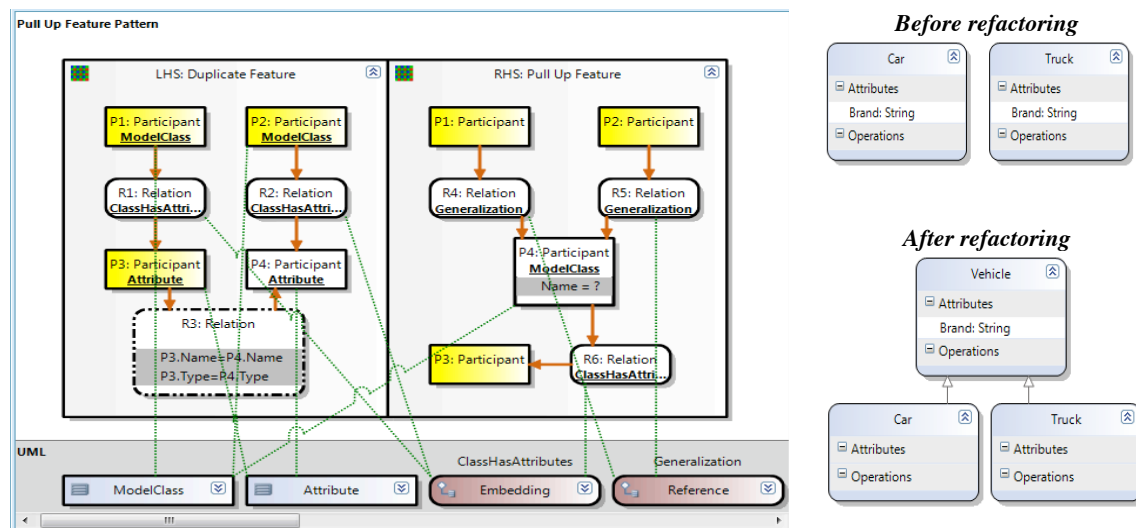 Pull Up Feature Pattern
LHS: Duplicate Feature
P1: Participant
ModelClass
P2: Participant
ModelClass
R1: Relation
ClassHasAttri...
R2: Relation
ClassHasAttri...
P3: Participant
Attribute
P4: Participant
Attribute
R3: Relation
P3.Name=P4.Name
P3.Type=P4.Type
RHS: Pull Up Feature
P1: Participant
P2: Participant
R4: Relation
Generalization
R5: Relation
Generalization
P4: Participant
ModelClass
Name = ?
P3: Participant
R6: Relation
ClassHasAttri...
UML
ModelClass
Attribute
ClassHasAttributes
Embedding
Generalization
Reference
Before refactoring
Car
Attributes
Brand: String
Operations
Truck
Attributes
Brand: String
Operations
After refactoring
Vehicle
Attributes
Brand: String
Operations
Car
Attributes
Operations
Truck
Attributes
Operations